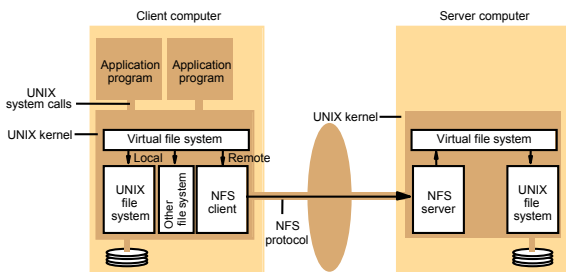 Client computer
Server computer
Application
program
Application
program
UNIX
system calls
UNIX kernel
UNIX kernel
Virtual file system
Virtual file system
Local
Remote
UNIX
file
system
Other
file system
NFS
client
NFS
protocol
NFS
server
UNIX
file
system